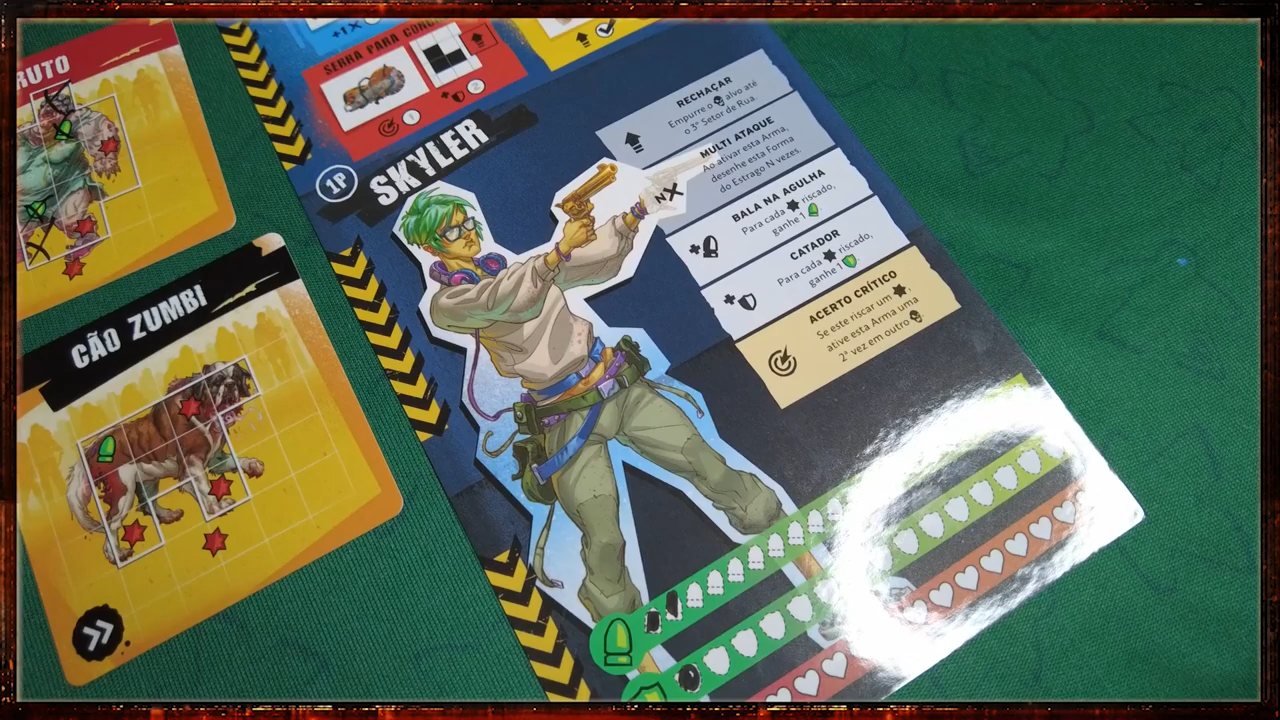 RUTO
CÃO ZUMBI
+1X
SERRA PARA CONC
1
2
1P
SKYLER
NX
RECHAÇAR
Empurre o alvo até
o 3º Setor de Rua.
MULTI ATAQUE
Ao ativar esta Arma,
desenhe esta Forma
do Estrago N vezes.
BALA NA AGULHA
Para cada riscado,
ganhe 1
CATADOR
Para cada riscado,
ganhe 1
ACERTO CRÍTICO
Se este riscar um ,
ative esta Arma uma
2ª vez em outro